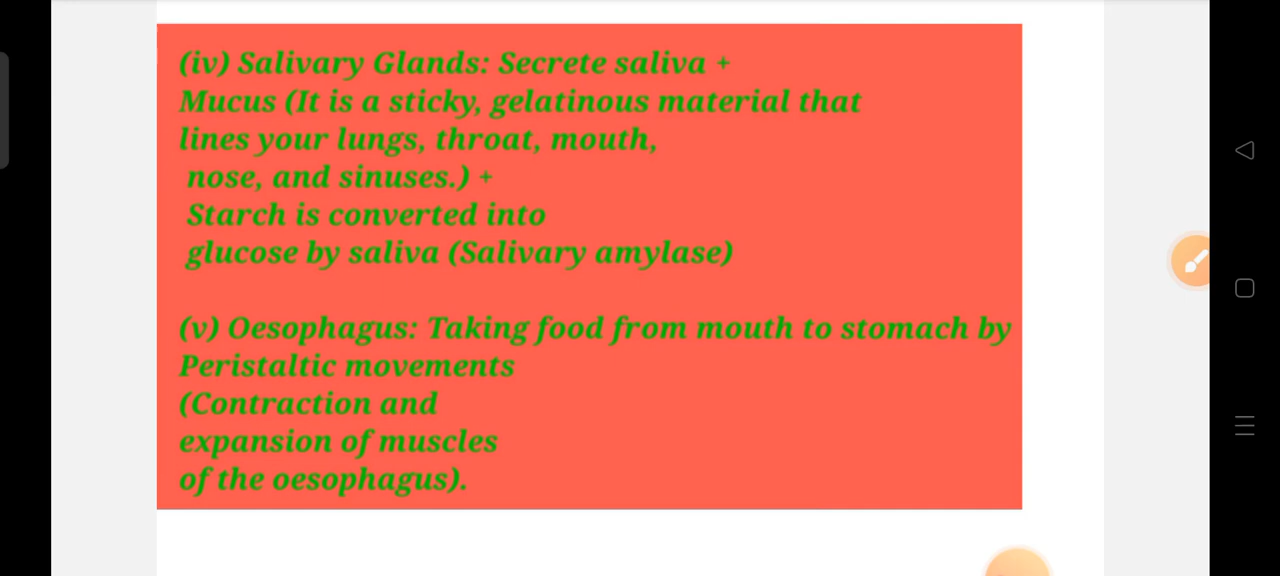 (iv) Salivary Glands: Secrete saliva +
Mucus (It is a sticky, gelatinous material that
lines your lungs, throat, mouth,
nose, and sinuses.) +
Starch is converted into
glucose by saliva (Salivary amylase)
(v) Oesophagus: Taking food from mouth to stomach by
Peristaltic movements
(Contraction and
expansion of muscles
of the oesophagus).